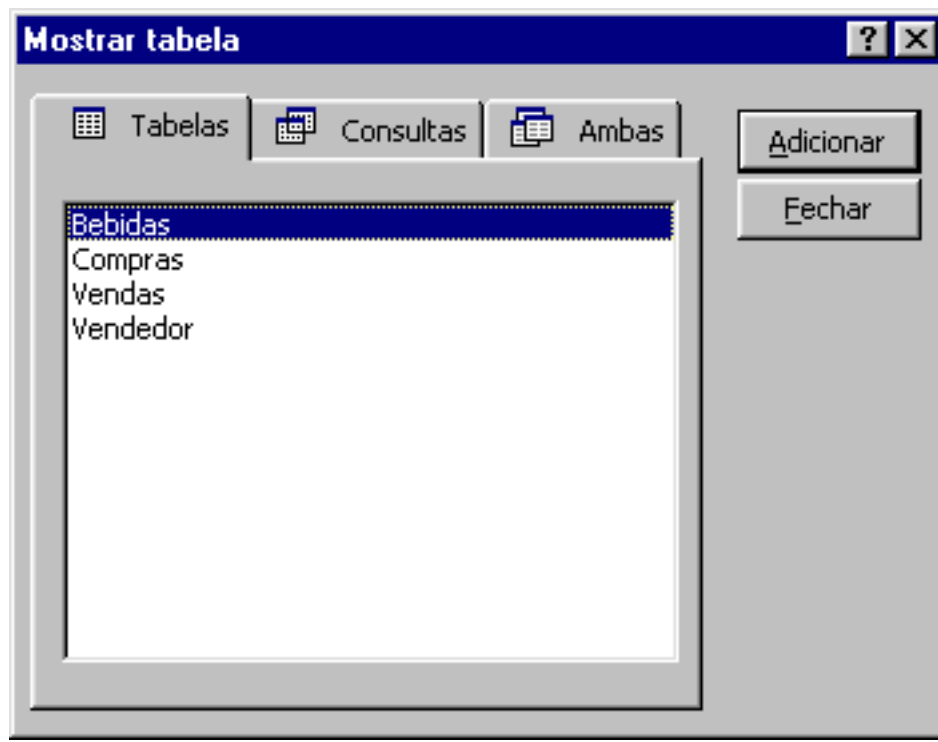 Mostrar tabela
Tabelas Consultas Ambas
Adicionar
Fechar
Bebidas
Compras
Vendas
Vendedor